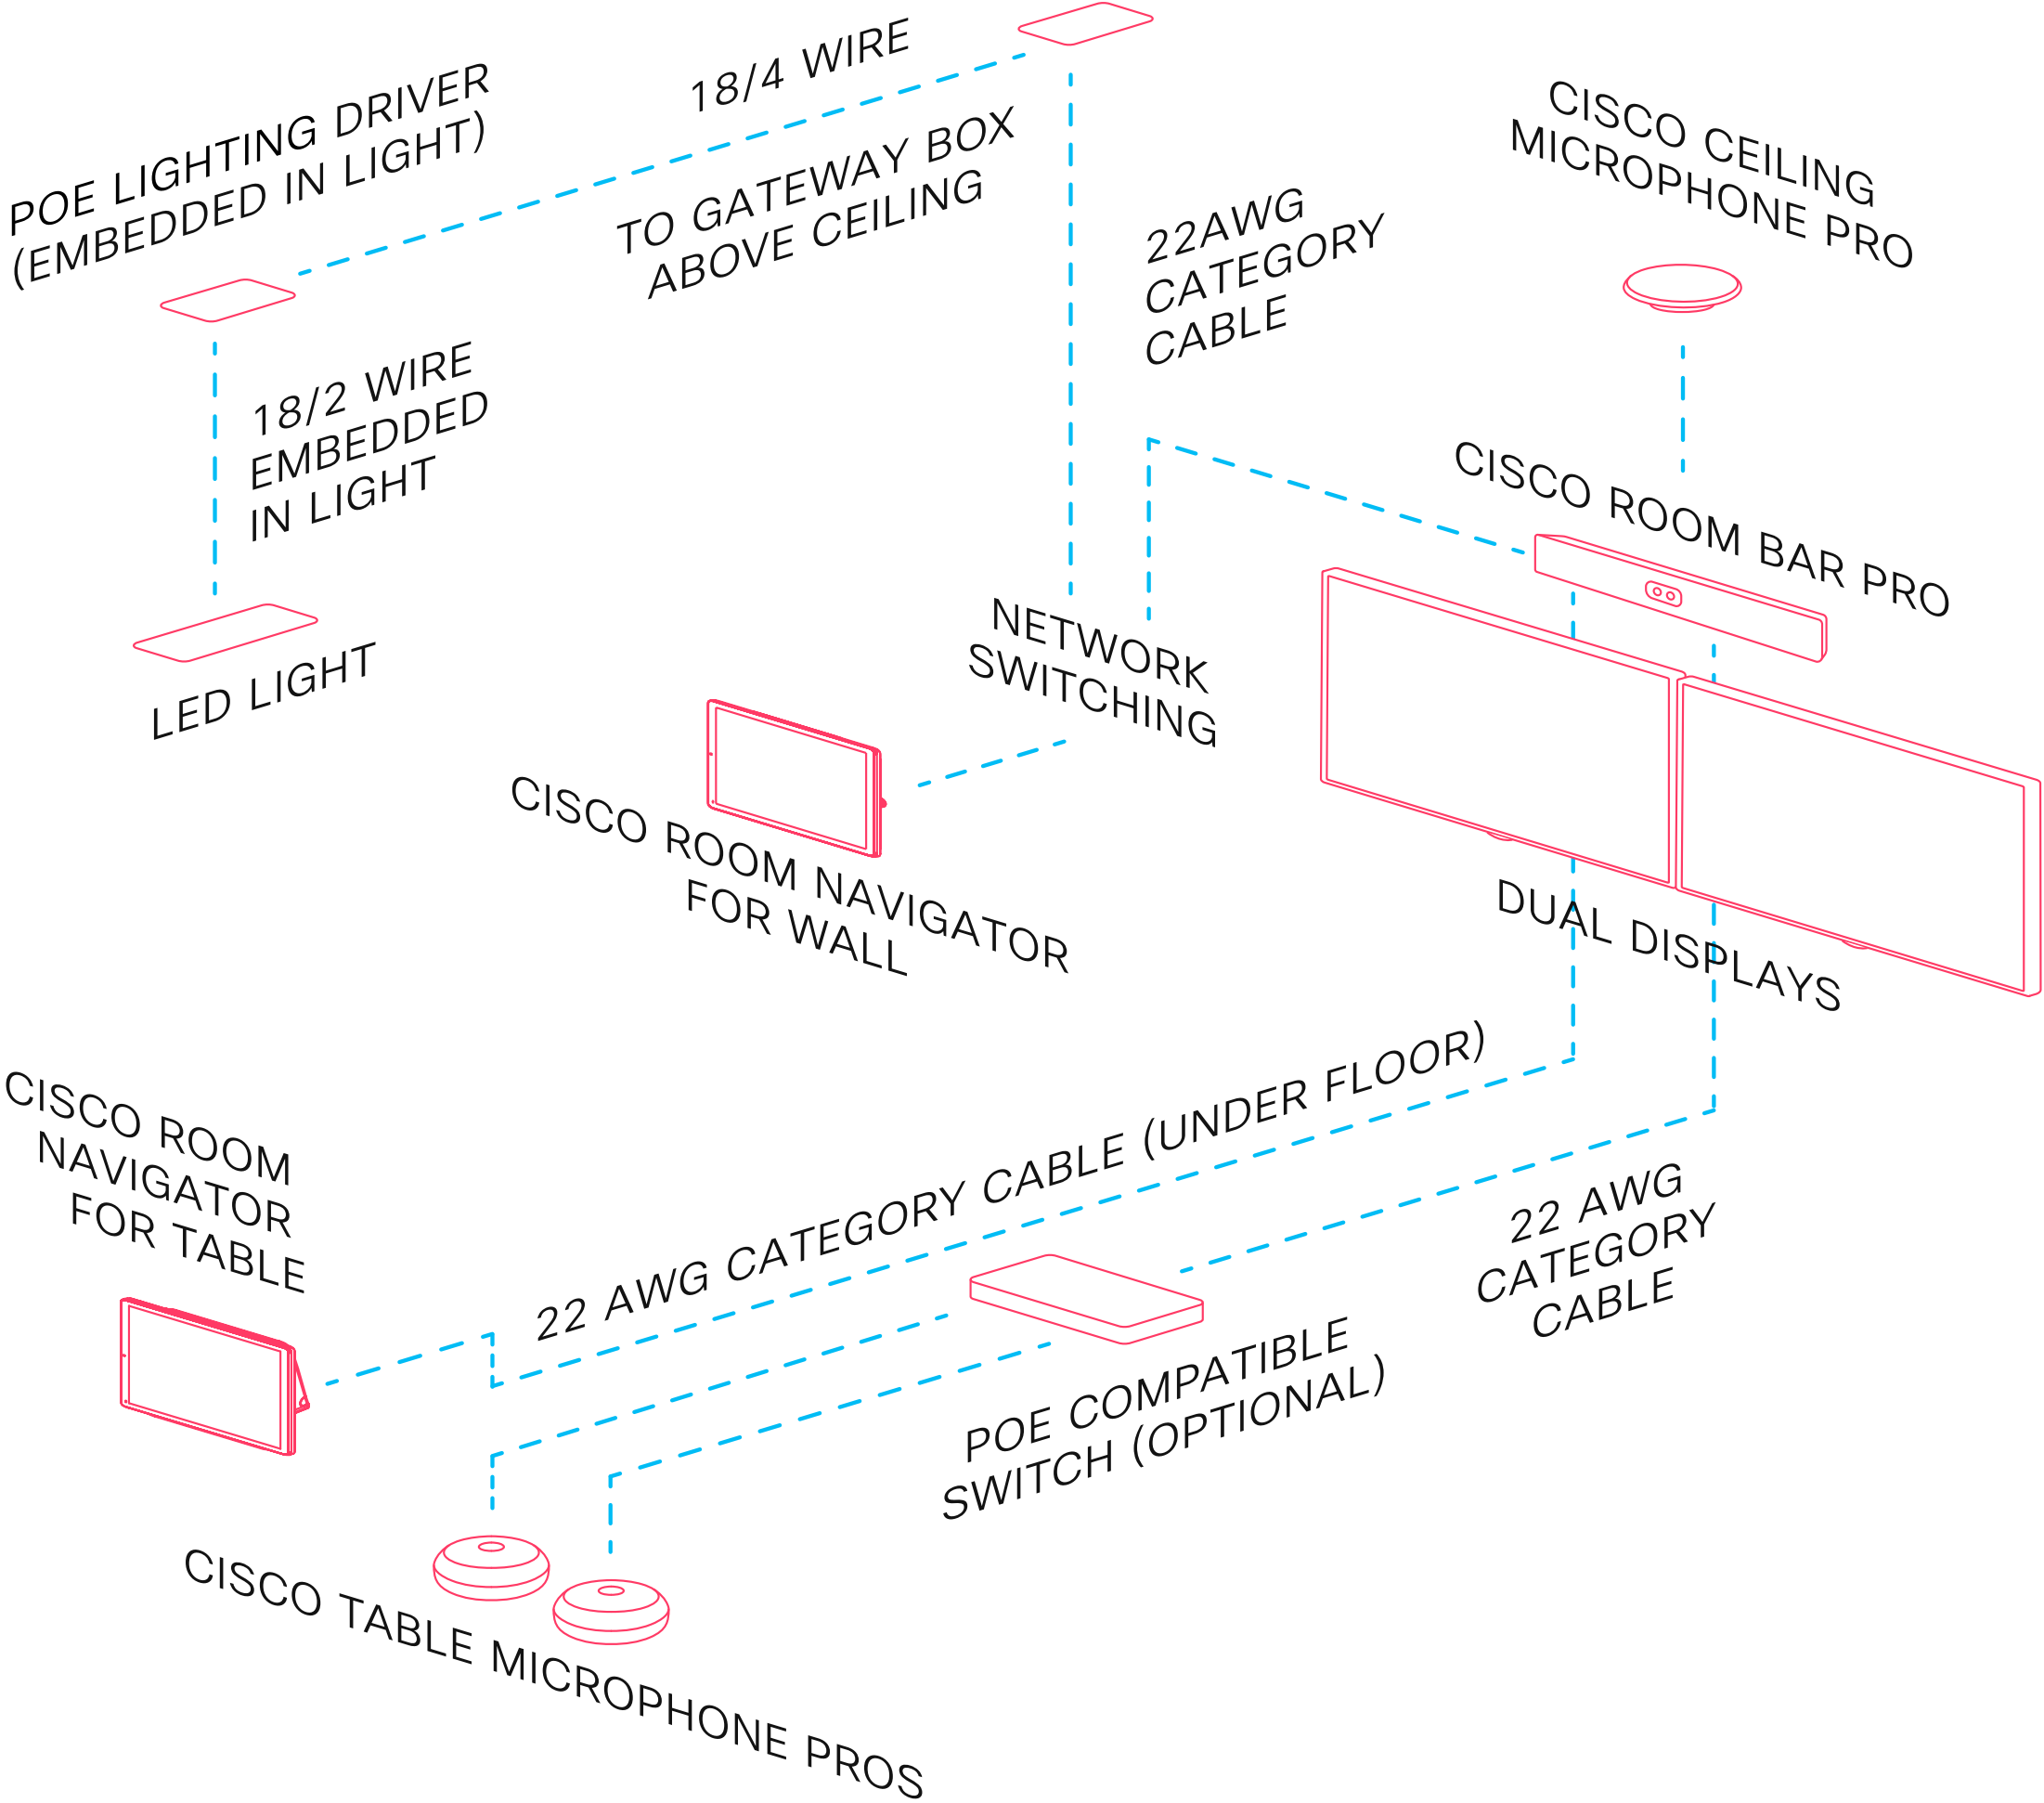 POE LIGHTING DRIVER
(EMBEDDED IN LIGHT)
18/4 WIRE
TO GATEWAY BOX
ABOVE CEILING
22AWG
CATEGORY
CABLE
CISCO CEILING
MICROPHONE PRO
18/2 WIRE
EMBEDDED
IN LIGHT
LED LIGHT
CISCO ROOM BAR PRO
NETWORK
SWITCHING
CISCO ROOM NAVIGATOR
FOR WALL
DUAL DISPLAYS
CISCO ROOM
NAVIGATOR
FOR TABLE
22 AWG CATEGORY CABLE (UNDER FLOOR)
22 AWG
CATEGORY
CABLE
POE COMPATIBLE
SWITCH (OPTIONAL)
CISCO TABLE MICROPHONE PROS